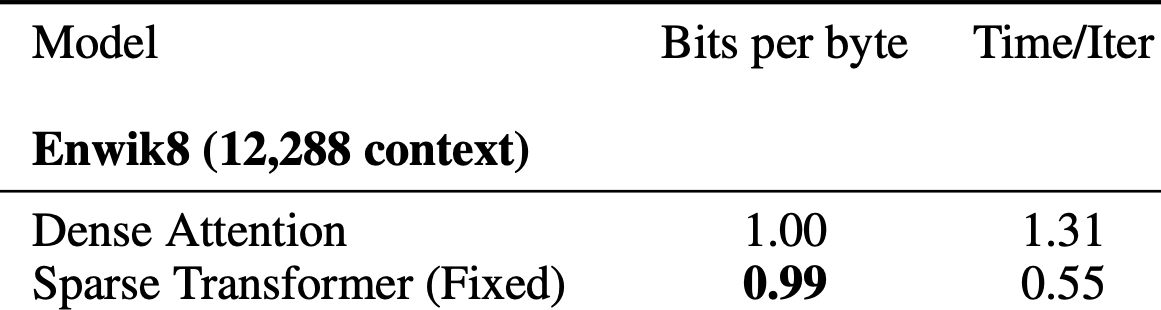 Model Bits per byte Time/Iter
Enwik8 (12,288 context)
Dense Attention 1.00 1.31
Sparse Transformer (Fixed) 0.99 0.55